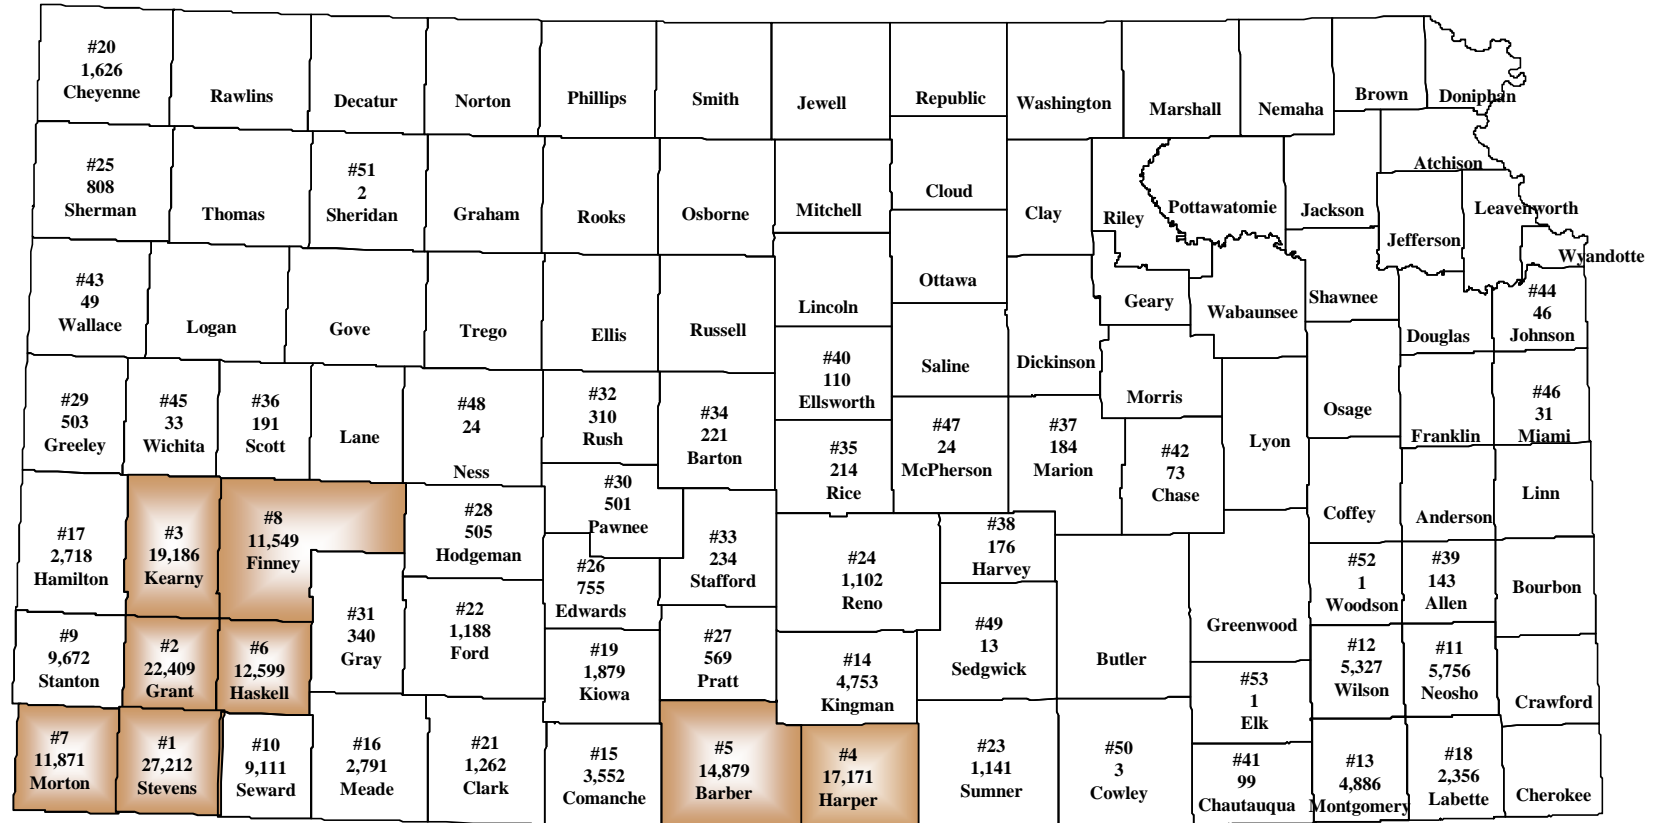 #20
1,626
Cheyenne
Rawlins
Decatur
Norton
Phillips
Smith
Jewell
Republic
Washington
Marshall
Nemaha
Brown
Doniphan
#25
808
Sherman
Thomas
#51
2
Sheridan
Graham
Rooks
Osborne
Mitchell
Cloud
Clay
Riley
Pottawatomie
Jackson
Atchison
Jefferson
Leavenworth
Wyandotte
#43
49
Wallace
Logan
Gove
Trego
Ellis
Russell
Lincoln
Ottawa
Geary
Wabaunsee
Shawnee
Douglas
#44
46
Johnson
#29
503
Greeley
#45
33
Wichita
#36
191
Scott
Lane
#48
24
Ness
#32
310
Rush
#34
221
Barton
#40
110
Ellsworth
Saline
Dickinson
Morris
Osage
Franklin
#46
31
Miami
#35
214
Rice
#47
24
McPherson
#37
184
Marion
#42
73
Chase
Lyon
Coffey
Anderson
Linn
#17
2,718
Hamilton
#3
19,186
Kearny
#8
11,549
Finney
#28
505
Hodgeman
#30
501
Pawnee
#26
755
Edwards
#33
234
Stafford
#24
1,102
Reno
#38
176
Harvey
#52
1
Woodson
#39
143
Allen
Bourbon
#9
9,672
Stanton
#2
22,409
Grant
#6
12,599
Haskell
#31
340
Gray
#22
1,188
Ford
#19
1,879
Kiowa
#27
569
Pratt
#14
4,753
Kingman
#49
13
Sedgwick
Butler
Greenwood
#53
1
Elk
#12
5,327
Wilson
#11
5,756
Neosho
Crawford
#7
11,871
Morton
#1
27,212
Stevens
#10
9,111
Seward
#16
2,791
Meade
#21
1,262
Clark
#15
3,552
Comanche
#5
14,879
Barber
#4
17,171
Harper
#23
1,141
Sumner
#50
3
Cowley
#41
99
Chautauqua
#13
4,886
Montgomery
#18
2,356
Labette
Cherokee